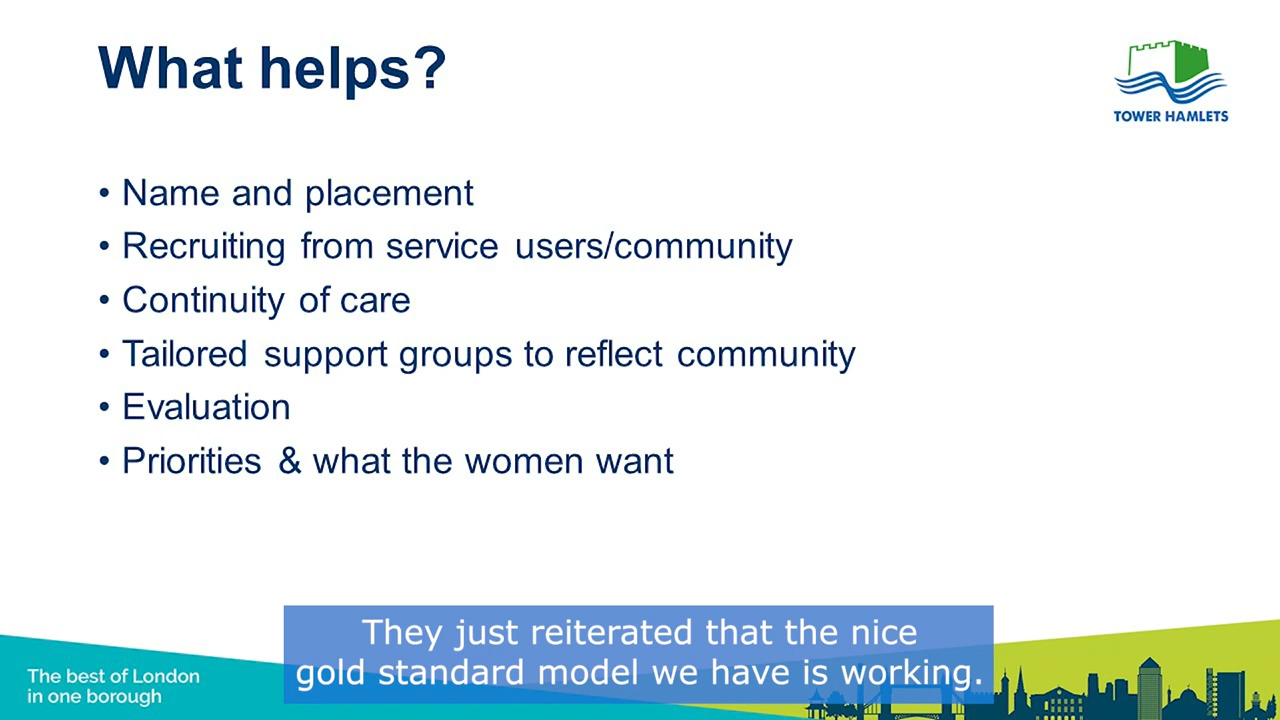 What helps?
TOWER HAMLETS
• Name and placement
• Recruiting from service users/community
• Continuity of care
• Tailored support groups to reflect community
• Evaluation
• Priorities & what the women want
They just reiterated that the nice
gold standard model we have is working.
The best of London
in one borough